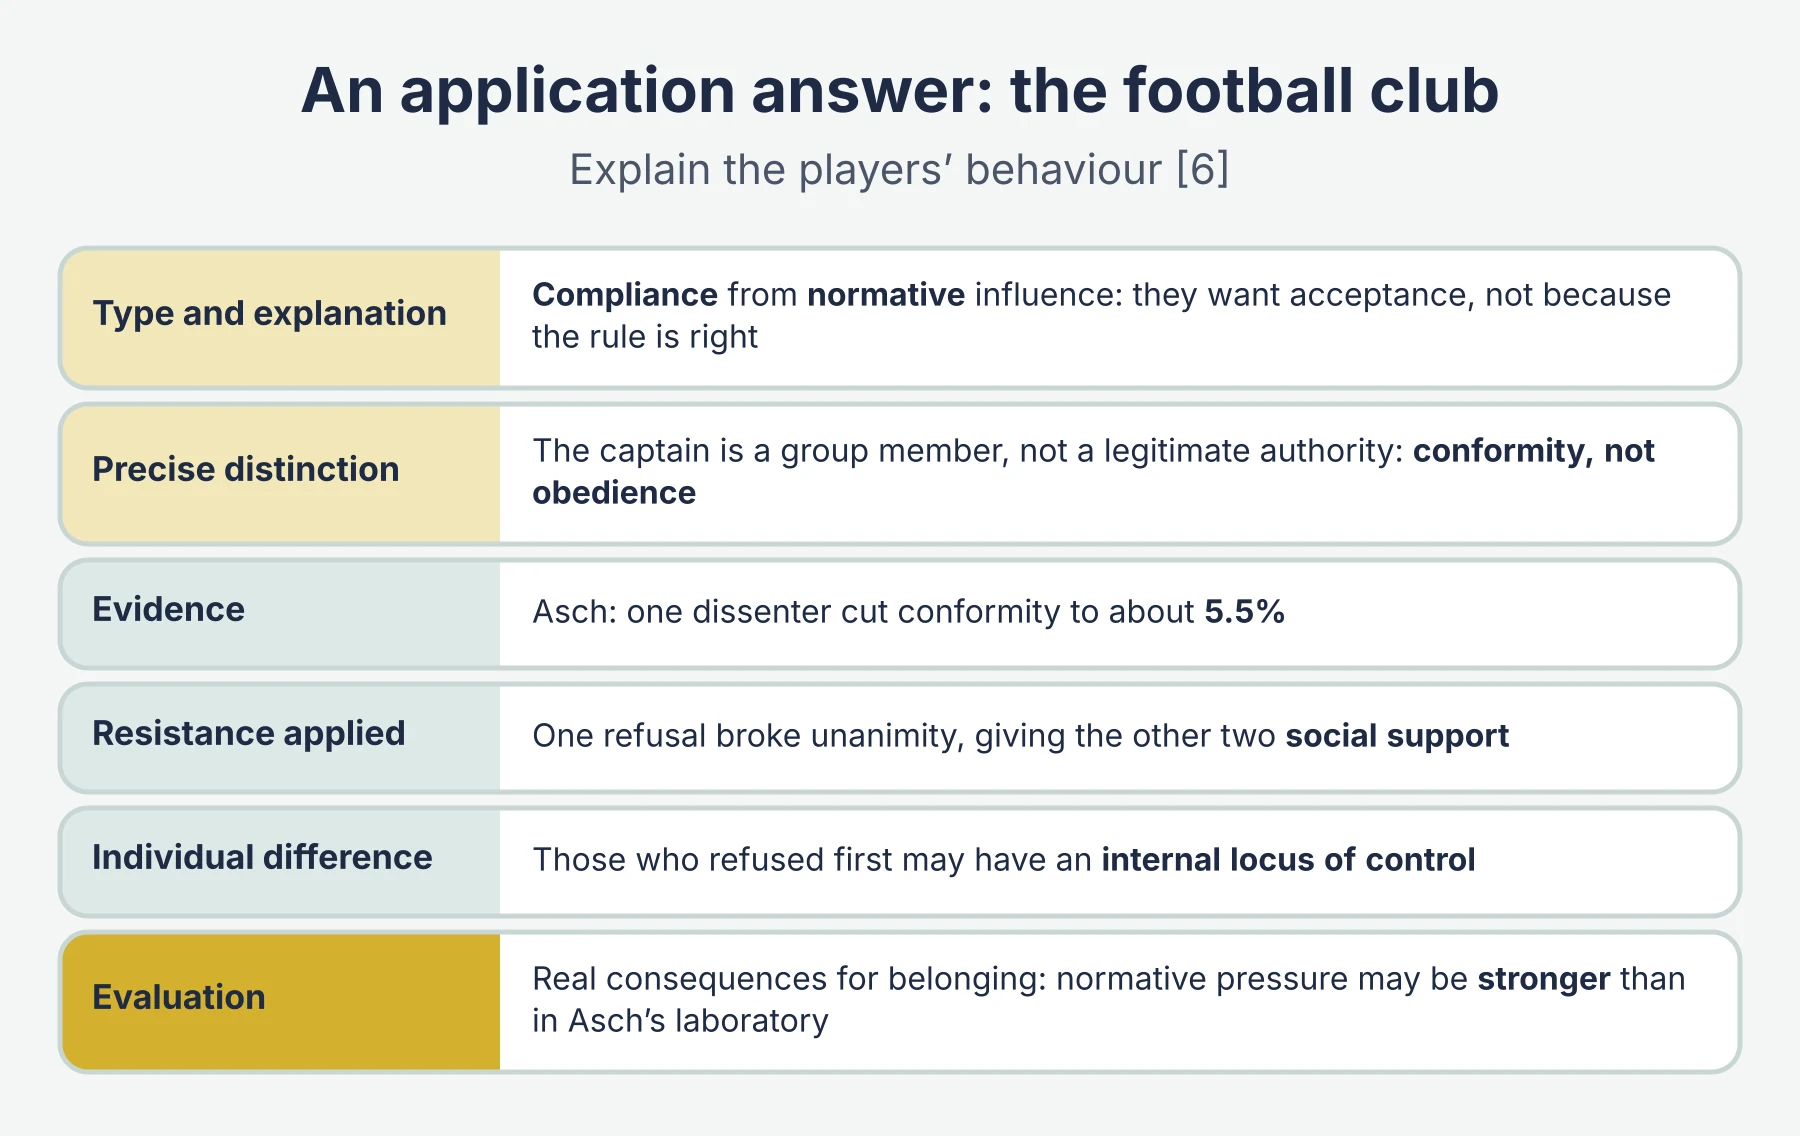 An application answer: the football club
Explain the players’ behaviour [6]
Type and explanation
Compliance from normative influence: they want acceptance, not because
the rule is right
Precise distinction
The captain is a group member, not a legitimate authority: conformity, not
obedience
Evidence
Asch: one dissenter cut conformity to about 5.5%
Resistance applied
One refusal broke unanimity, giving the other two social support
Individual difference
Those who refused first may have an internal locus of control
Evaluation
Real consequences for belonging: normative pressure may be stronger than
in Asch’s laboratory